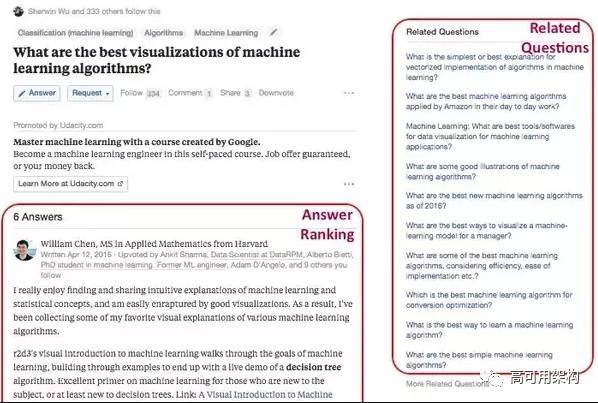 Sherwin Wu and 333 others follow this
Classification (machine learning) Algorithms Machine Learning
What are the best visualizations of machine
learning algorithms?
Answer Request Follow 334 Comment 1 Share 3 Downvote
Promoted by Udacity.com
Master machine learning with a course created by Google.
Become a machine learning engineer in this self-paced course. Job offer guaranteed,
or your money back.
Learn More at Udacity.com
6 Answers
Answer
Ranking
William Chen, MS in Applied Mathematics from Harvard
Written Apr 12, 2016 · Upvoted by Ankit Sharma, Data Scientist at DataRPM, Alberto Bietti,
PhD student in machine learning. Former ML engineer, Adam D'Angelo, and 9 others you
follow
I really enjoy finding and sharing intuitive explanations of machine learning and
statistical concepts, and am easily enraptured by good visualizations. As a result, I've
been collecting some of my favorite visual explanations of various machine learning
algorithms.
r2d3's visual introduction to machine learning walks through the goals of machine
learning, building through examples to end up with a live demo of a decision tree
algorithm. Excellent primer on machine learning for those who are new to the
subject, or at least new to decision trees. Link: A Visual Introduction to Machine
Related Questions
Related
Questions
What is the simplest or best explanation for
vectorized implementation of algorithms in machine
learning?
What are the best machine learning algorithms
applied by Amazon in their day to day work?
Machine Learning: What are best tools/softwares
for data visualization for machine learning
applications?
What are some good illustrations of machine
learning algorithms?
What are the best new machine learning algorithms
as of 2016?
What are the best ways to visualize a machine-
learning model for a manager?
What are some of the best machine learning
algorithms, considering efficiency, ease of
implementation etc.?
Which is the best machine learning algorithm for
conversion optimization?
What is the best way to learn a machine learning
algorithm?
What are the best simple machine learning
algorithms?
More Related Questions
高可用架构